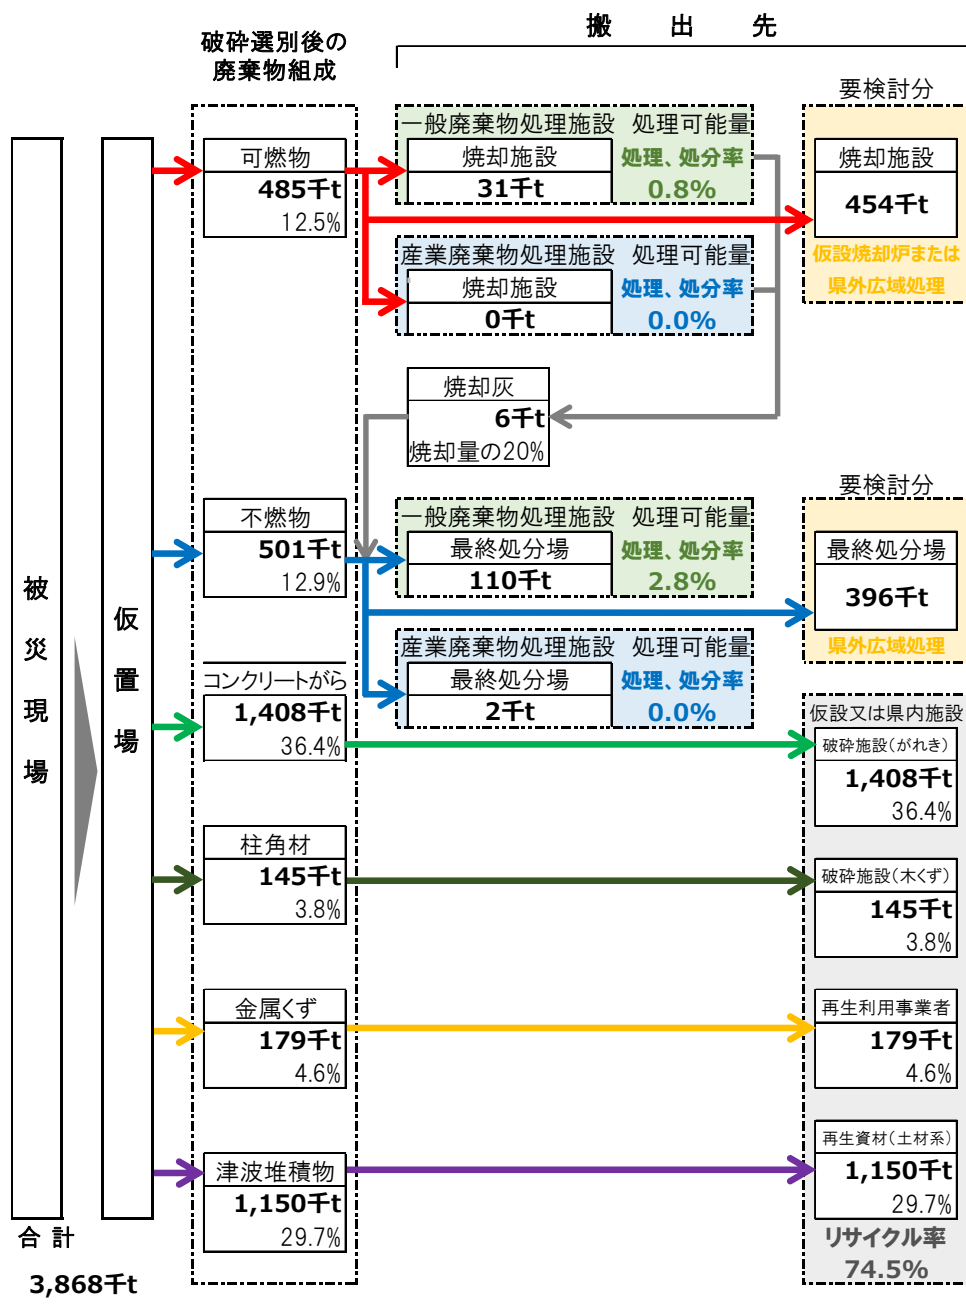 搬出先
破砕選別後の
廃棄物組成
要検討分
一般廃棄物処理施設 処理可能量
可燃物
485千t
12.5%
焼却施設
31千t
処理、処分率
0.8%
焼却施設
454千t
仮設焼却炉または
県外広域処理
産業廃棄物処理施設 処理可能量
焼却施設
0千t
処理、処分率
0.0%
焼却灰
6千t
焼却量の20%
要検討分
不燃物
501千t
12.9%
一般廃棄物処理施設 処理可能量
最終処分場
110千t
処理、処分率
2.8%
最終処分場
396千t
県外広域処理
産業廃棄物処理施設 処理可能量
最終処分場
2千t
処理、処分率
0.0%
被災現場
仮置場
コンクリートがら
1,408千t
36.4%
仮設又は県内施設
破砕施設(がれき)
1,408千t
36.4%
柱角材
145千t
3.8%
破砕施設(木くず)
145千t
3.8%
金属くず
179千t
4.6%
再生利用事業者
179千t
4.6%
津波堆積物
1,150千t
29.7%
再生資材(土材系)
1,150千t
29.7%
リサイクル率
74.5%
合計
3,868千t